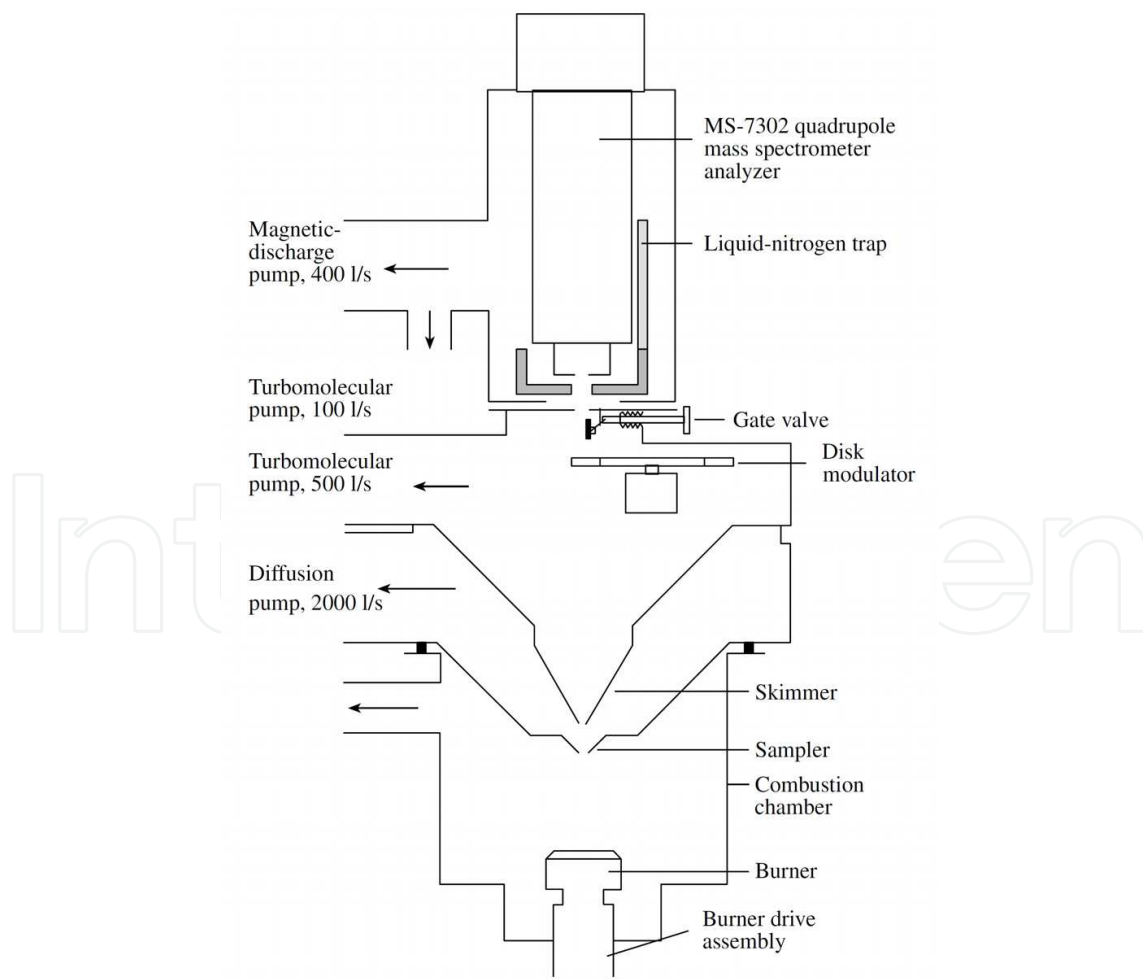 MS-7302 quadrupole
mass spectrometer
analyzer
Magnetic-
discharge
pump, 400 l/s
Liquid-nitrogen trap
Turbomolecular
pump, 100 l/s
Gate valve
Disk
modulator
Turbomolecular
pump, 500 l/s
Diffusion
pump, 2000 l/s
Skimmer
Sampler
Combustion
chamber
Burner
Burner drive
assembly